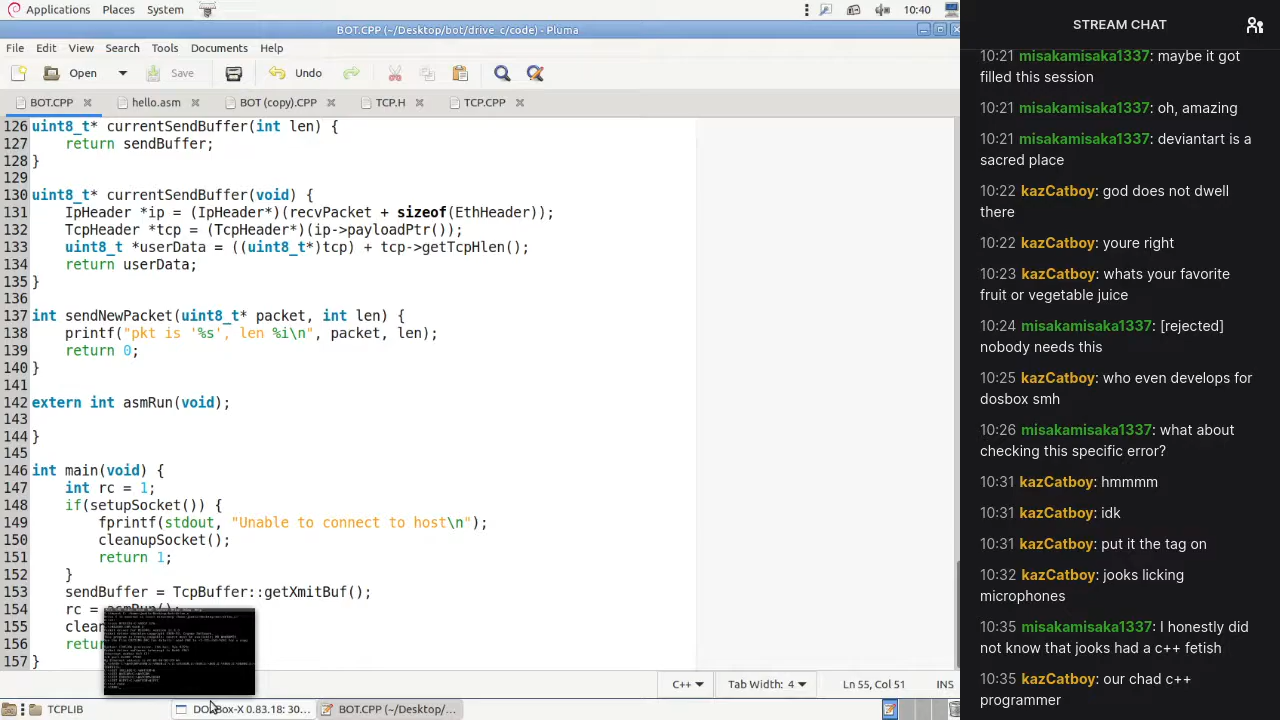 Applications Places System 10:40
BOT.CPP (~/Desktop/bot/drive_c/code) - Pluma
File Edit View Search Tools Documents Help
Open Save Undo
BOT.CPP hello.asm BOT (copy).CPP TCP.H TCP.CPP
126 uint8_t* currentSendBuffer(int len) {
127 return sendBuffer;
128 }
129
130 uint8_t* currentSendBuffer(void) {
131 IpHeader *ip = (IpHeader*)(recvPacket + sizeof(EthHeader));
132 TcpHeader *tcp = (TcpHeader*)(ip->payloadPtr());
133 uint8_t *userData = ((uint8_t*)tcp) + tcp->getTcpHlen();
134 return userData;
135 }
136
137 int sendNewPacket(uint8_t* packet, int len) {
138 printf("pkt is '%s', len %i\n", packet, len);
139 return 0;
140 }
141
142 extern int asmRun(void);
143
144 }
145
146 int main(void) {
147 int rc = 1;
148 if(setupSocket()) {
149 fprintf(stdout, "Unable to connect to host\n");
150 cleanupSocket();
151 return 1;
152 }
153 sendBuffer = TcpBuffer::getXmitBuf();
154 rc = asmRun();
155 clea
156 retu
157 }
C++ Tab Width: 4 Ln 55, Col 51 INS
TCPLIB DOSBox-X 0.83.18: 30... BOT.CPP (~/Desktop/...
STREAM CHAT
10:21 misakamisaka1337: maybe it got
filled this session
10:21 misakamisaka1337: oh, amazing
10:21 misakamisaka1337: deviantart is a
sacred place
10:22 kazCatboy: god does not dwell
there
10:22 kazCatboy: youre right
10:23 kazCatboy: whats your favorite
fruit or vegetable juice
10:24 misakamisaka1337: [rejected]
nobody needs this
10:25 kazCatboy: who even develops for
dosbox smh
10:26 misakamisaka1337: what about
checking this specific error?
10:31 kazCatboy: hmmmm
10:31 kazCatboy: idk
10:31 kazCatboy: put it the tag on
10:32 kazCatboy: jooks licking
microphones
misakamisaka1337: I honestly did
know not jooks had a c++ fetish
10:35 kazCatboy: our chad c++
programmer